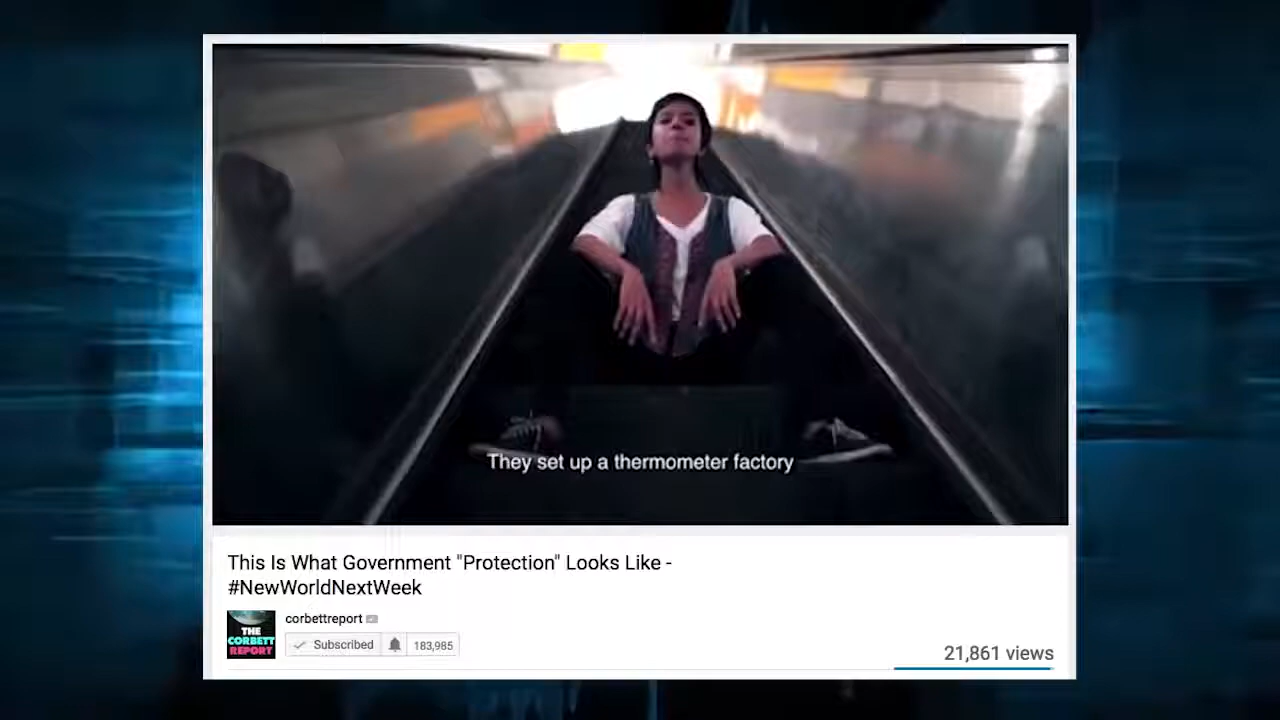 They set up a thermometer factory
This Is What Government "Protection" Looks Like -
#NewWorldNextWeek
corbettreport
THE
CORBETT
REPORT
Subscribed
183,985
21,861 views